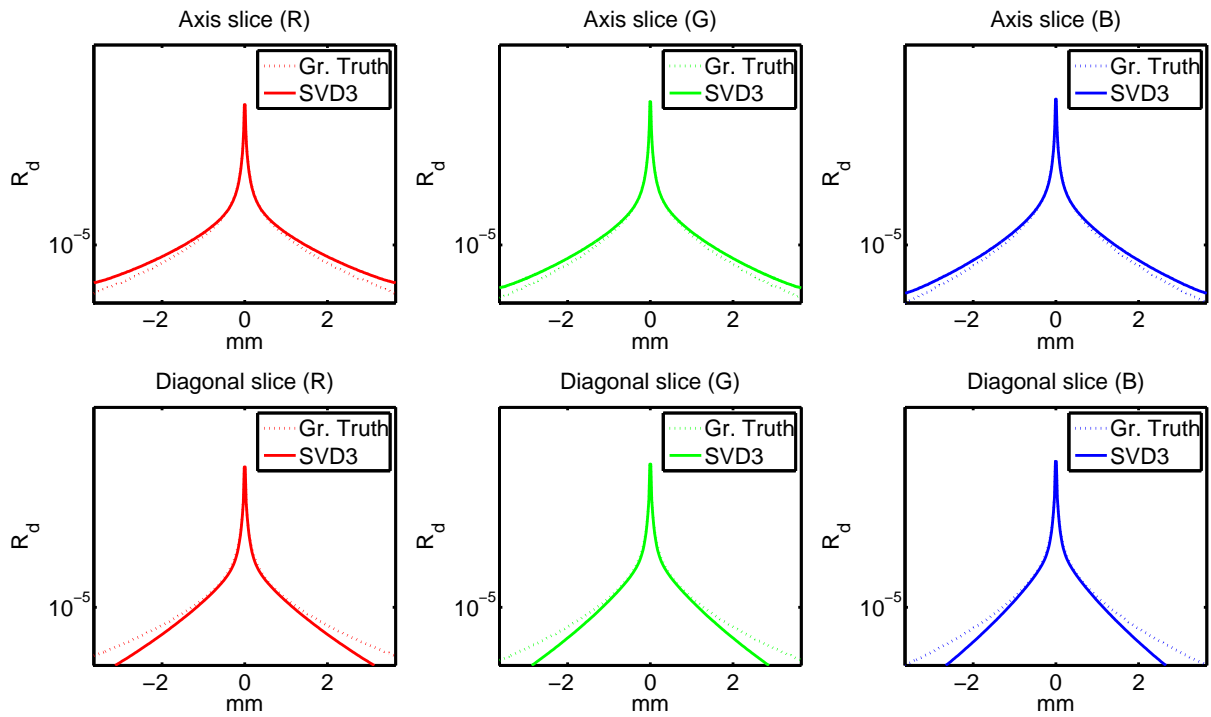 Axis slice (R)
Gr. Truth
SVD3
R_d
10^-5
−2 0 2
mm
Axis slice (G)
Gr. Truth
SVD3
R_d
10^-5
−2 0 2
mm
Axis slice (B)
Gr. Truth
SVD3
R_d
10^-5
−2 0 2
mm
Diagonal slice (R)
Gr. Truth
SVD3
R_d
10^-5
−2 0 2
mm
Diagonal slice (G)
Gr. Truth
SVD3
R_d
10^-5
−2 0 2
mm
Diagonal slice (B)
Gr. Truth
SVD3
R_d
10^-5
−2 0 2
mm